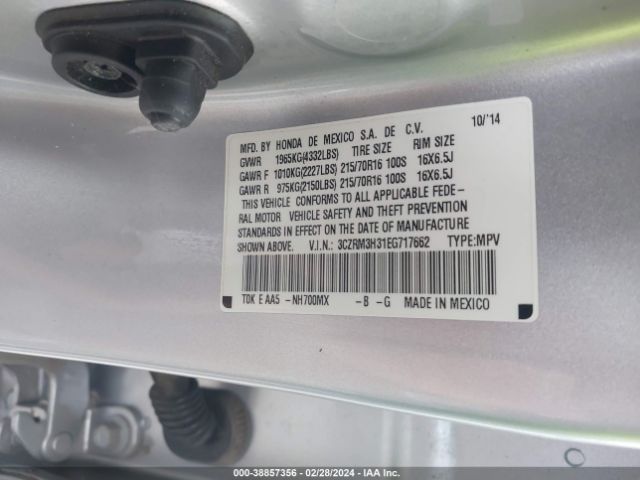 10/'14
MFD. BY HONDA DE MEXICO S.A. DE C.V.
GVWR 1965KG(4332LBS) TIRE SIZE RIM SIZE
GAWR F 1010KG(2227LBS) 215/70R16 100S 16X6.5J
GAWR R 975KG(2150LBS) 215/70R16 100S 16X6.5J
THIS VEHICLE CONFORMS TO ALL APPLICABLE FEDE–
RAL MOTOR VEHICLE SAFETY AND THEFT PREVENTION
STANDARDS IN EFFECT ON THE DATE OF MANUFACTURE
SHOWN ABOVE. V.I.N.: 3CZRM3H31EG717662 TYPE:MPV
TDK E AA5 –NH700MX –B –G MADE IN MEXICO
000-38857356 – 02/28/2024 – IAA Inc.